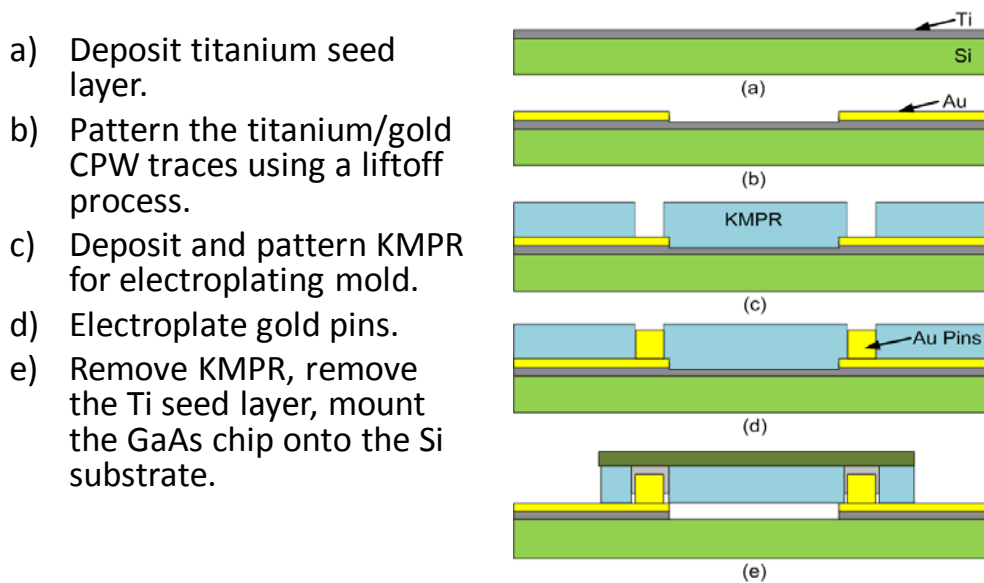 a) Deposit titanium seed
layer.
b) Pattern the titanium/gold
CPW traces using a liftoff
process.
c) Deposit and pattern KMPR
for electroplating mold.
d) Electroplate gold pins.
e) Remove KMPR, remove
the Ti seed layer, mount
the GaAs chip onto the Si
substrate.
Ti
Si
(a)
Au
(b)
KMPR
(c)
Au Pins
(d)
(e)